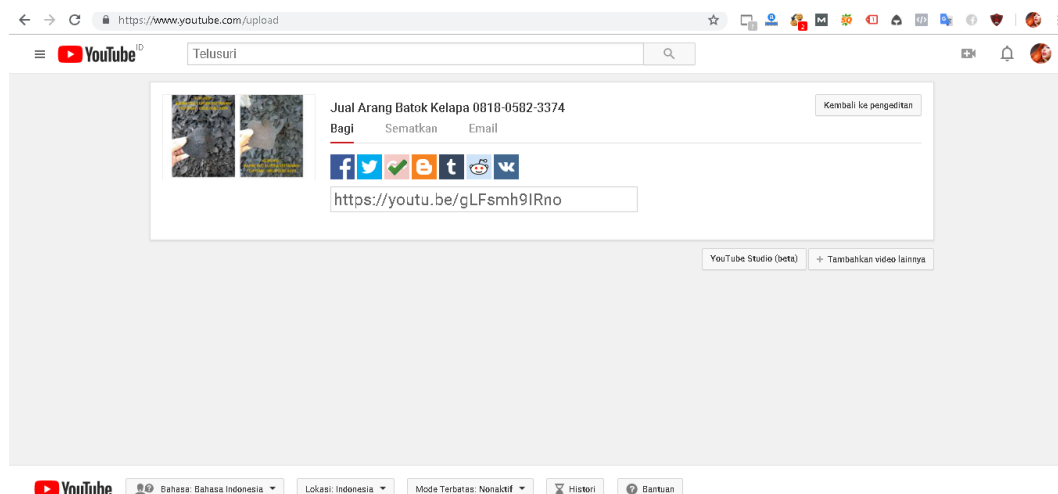 https://www.youtube.com/upload
2
YouTube ID
Telusuri
Jual Arang Batok Kelapa 0818-0582-3374
Kembali ke pengeditan
Bagi Sematkan Email
https://youtu.be/gLFsmh9IRno
YouTube Studio (beta)
+ Tambahkan video lainnya
YouTube
Bahasa: Bahasa Indonesia
Lokasi: Indonesia
Mode Terbatas: Nonaktif
Histori
Bantuan